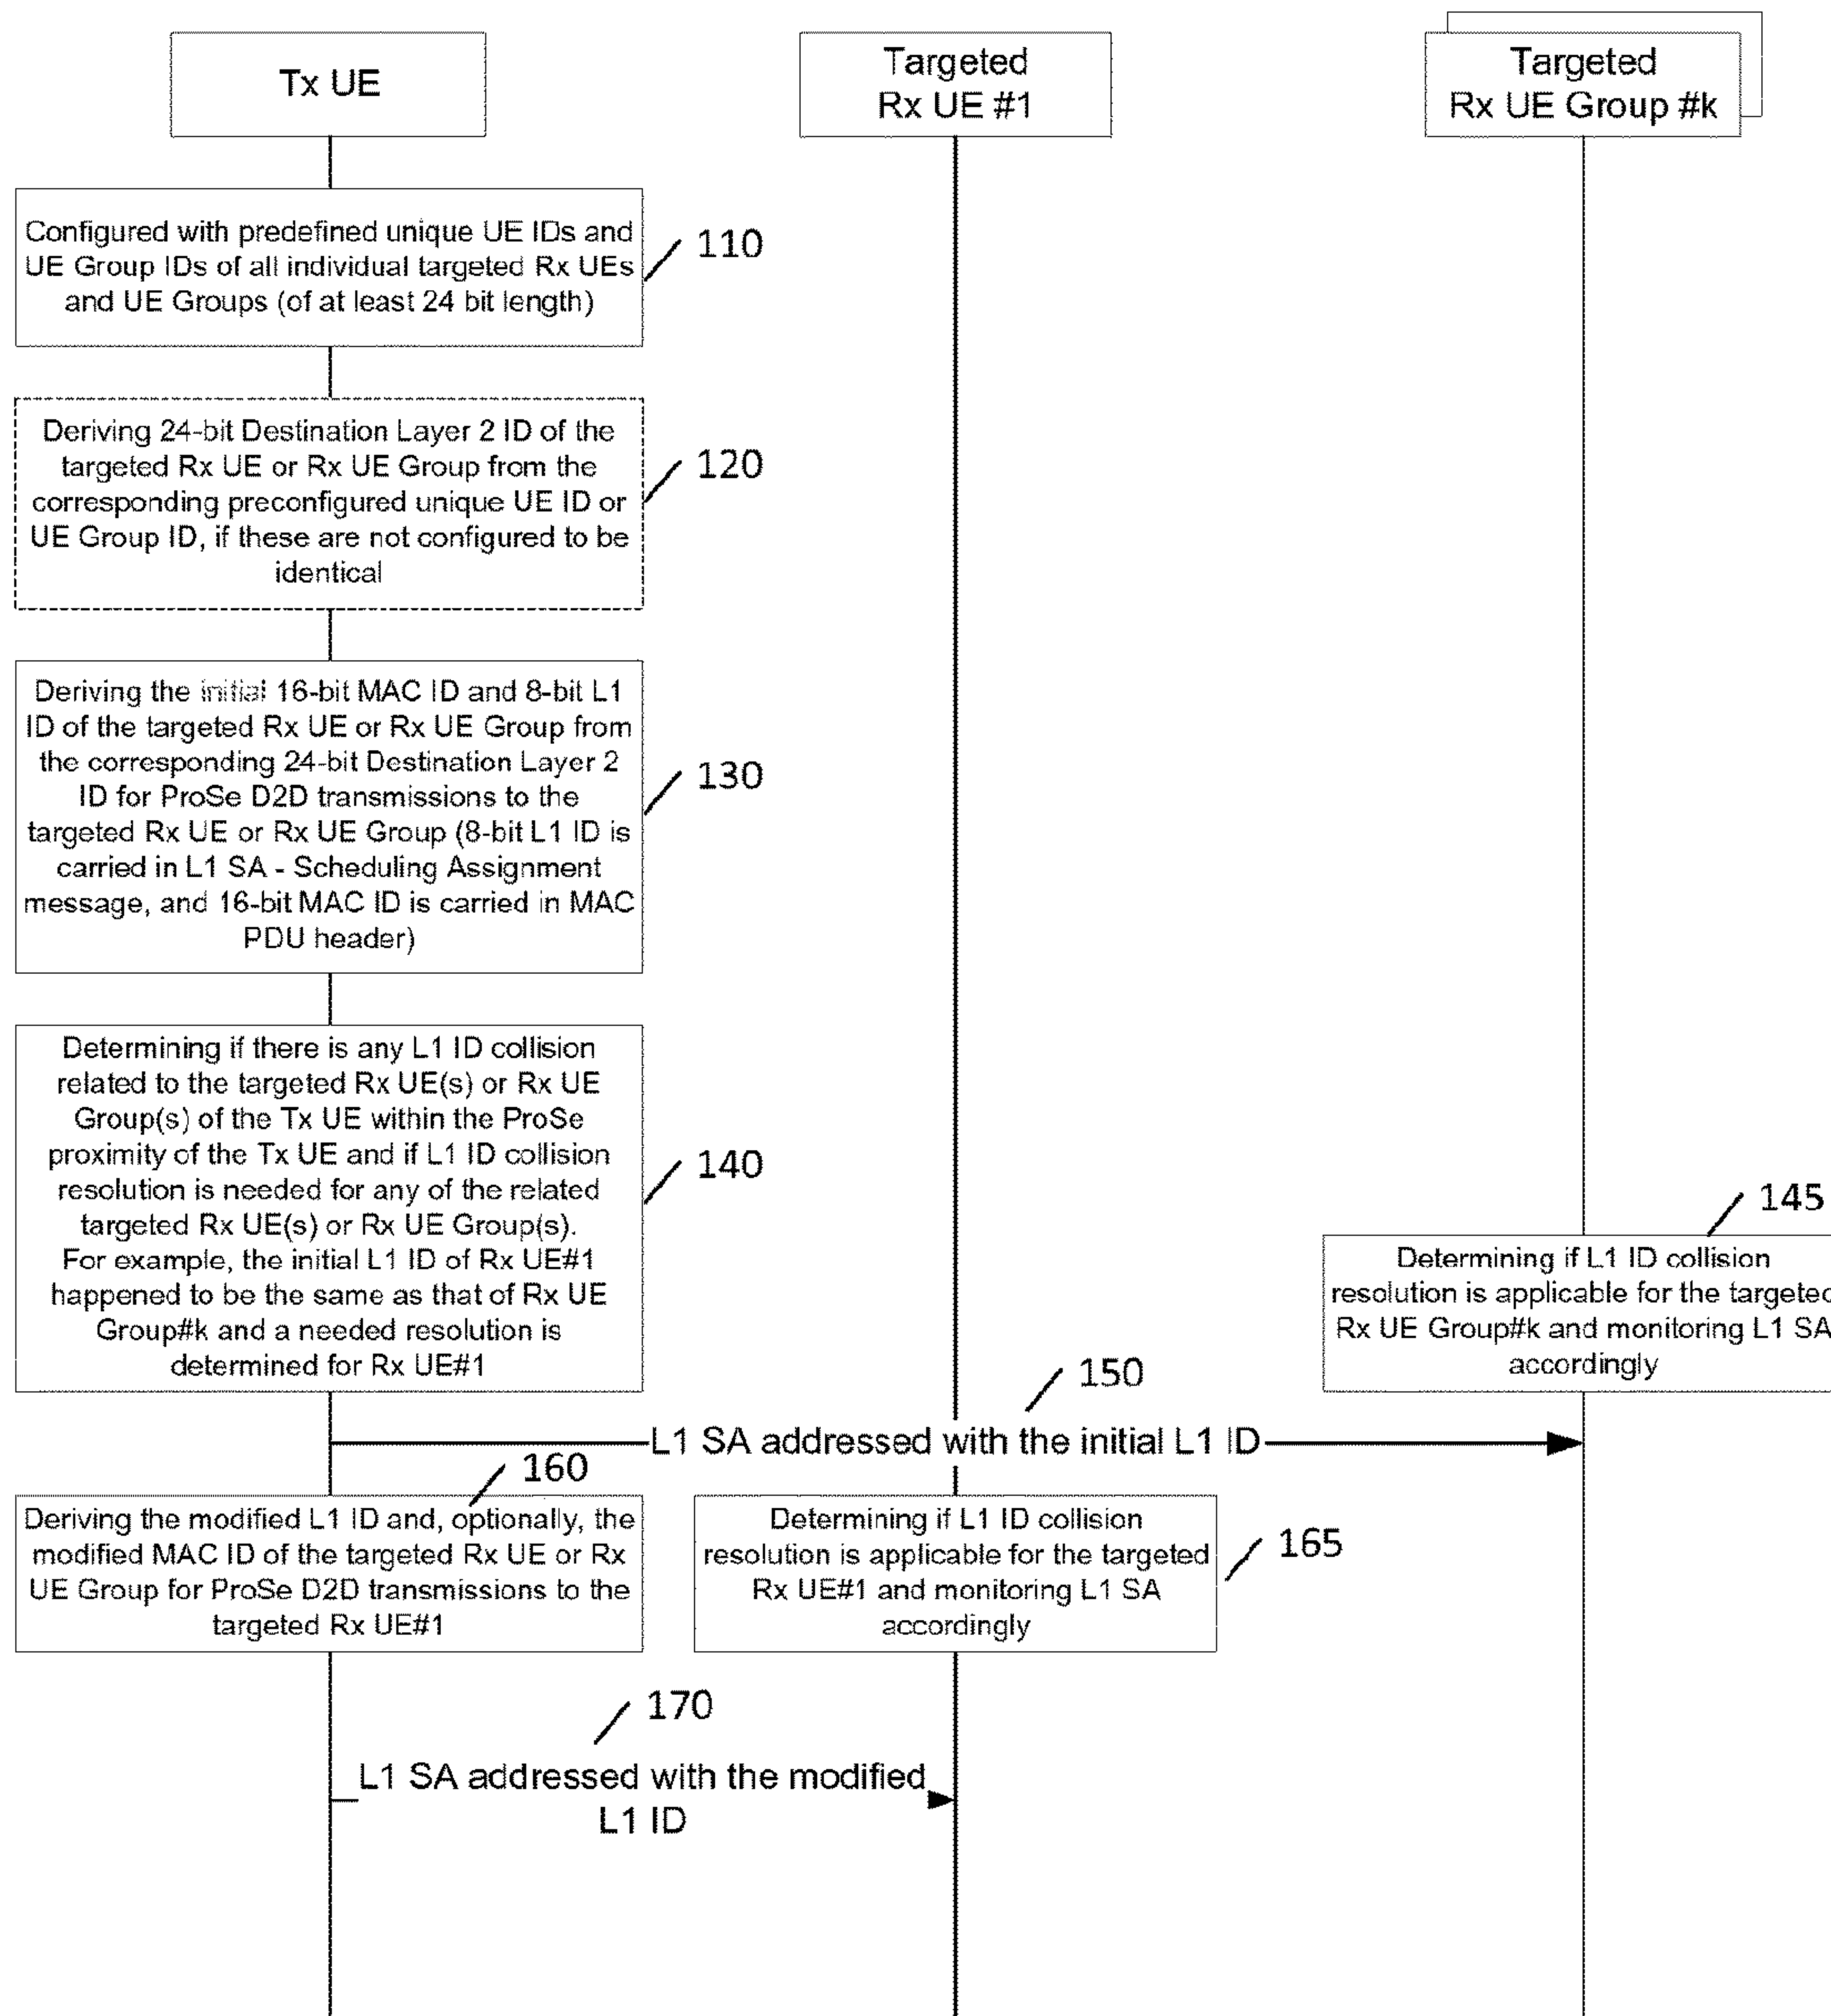 Tx UE
Targeted
Rx UE #1
Targeted
Rx UE Group #k
Configured with predefined unique UE IDs and
UE Group IDs of all individual targeted Rx UEs
and UE Groups (of at least 24 bit length)
110
Deriving 24-bit Destination Layer 2 ID of the
targeted Rx UE or Rx UE Group from the
corresponding preconfigured unique UE ID or
UE Group ID, if these are not configured to be
identical
120
Deriving the initial 16-bit MAC ID and 8-bit L1
ID of the targeted Rx UE or Rx UE Group from
the corresponding 24-bit Destination Layer 2
ID for ProSe D2D transmissions to the
targeted Rx UE or Rx UE Group (8-bit L1 ID is
carried in L1 SA - Scheduling Assignment
message, and 16-bit MAC ID is carried in MAC
PDU header)
130
Determining if there is any L1 ID collision
related to the targeted Rx UE(s) or Rx UE
Group(s) of the Tx UE within the ProSe
proximity of the Tx UE and if L1 ID collision
resolution is needed for any of the related
targeted Rx UE(s) or Rx UE Group(s).
For example, the initial L1 ID of Rx UE#1
happened to be the same as that of Rx UE
Group#k and a needed resolution is
determined for Rx UE#1
140
145
Determining if L1 ID collision
resolution is applicable for the targeted
Rx UE Group#k and monitoring L1 SA
accordingly
150
L1 SA addressed with the initial L1 ID
160
Deriving the modified L1 ID and, optionally, the
modified MAC ID of the targeted Rx UE or Rx
UE Group for ProSe D2D transmissions to the
targeted Rx UE#1
Determining if L1 ID collision
resolution is applicable for the targeted
Rx UE#1 and monitoring L1 SA
accordingly
165
170
L1 SA addressed with the modified
L1 ID